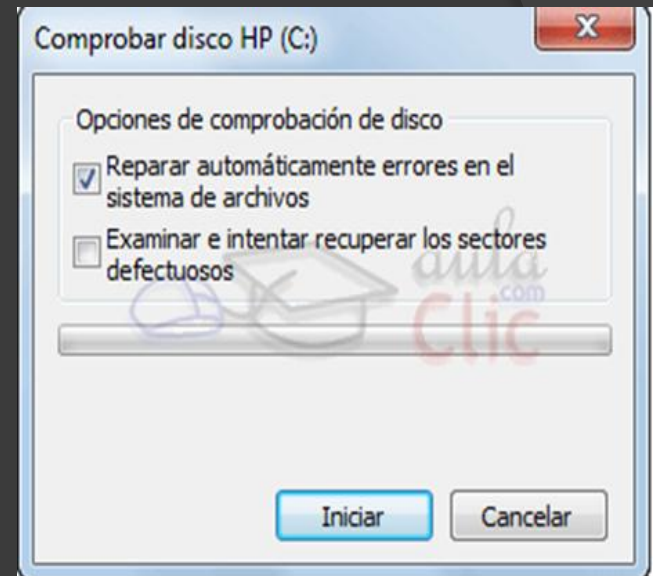 Comprobar disco HP (C:)
Opciones de comprobación de disco
Reparar automáticamente errores en el
sistema de archivos
Examinar e intentar recuperar los sectores
defectuosos
aula
.com
Clic
Iniciar
Cancelar